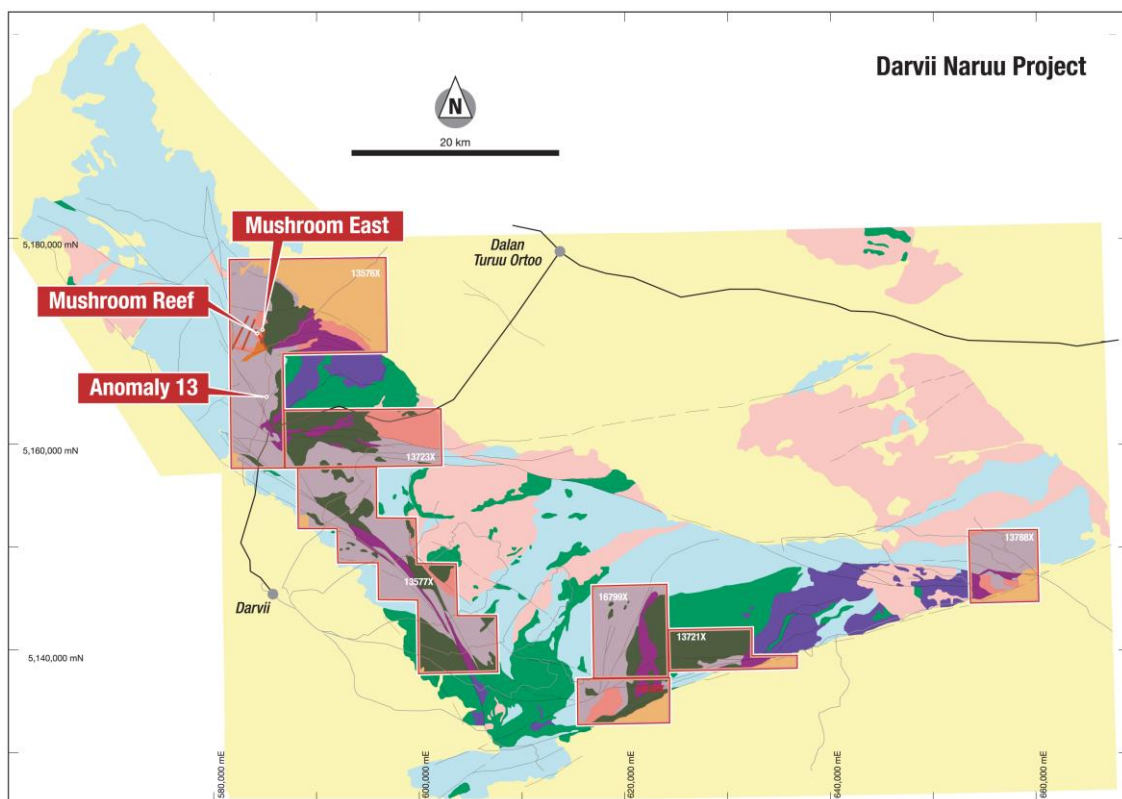 Darvii Naruu Project
N
20 km
Mushroom East
5,180,000 mN
Dalan
Turuu Ortoo
13576X
Mushroom Reef
Anomaly 13
5,160,000 mN
13723X
13788X
13577X
16799X
Darvii
13721X
5,140,000 mN
580,000 mE
600,000 mE
620,000 mE
640,000 mE
660,000 mE